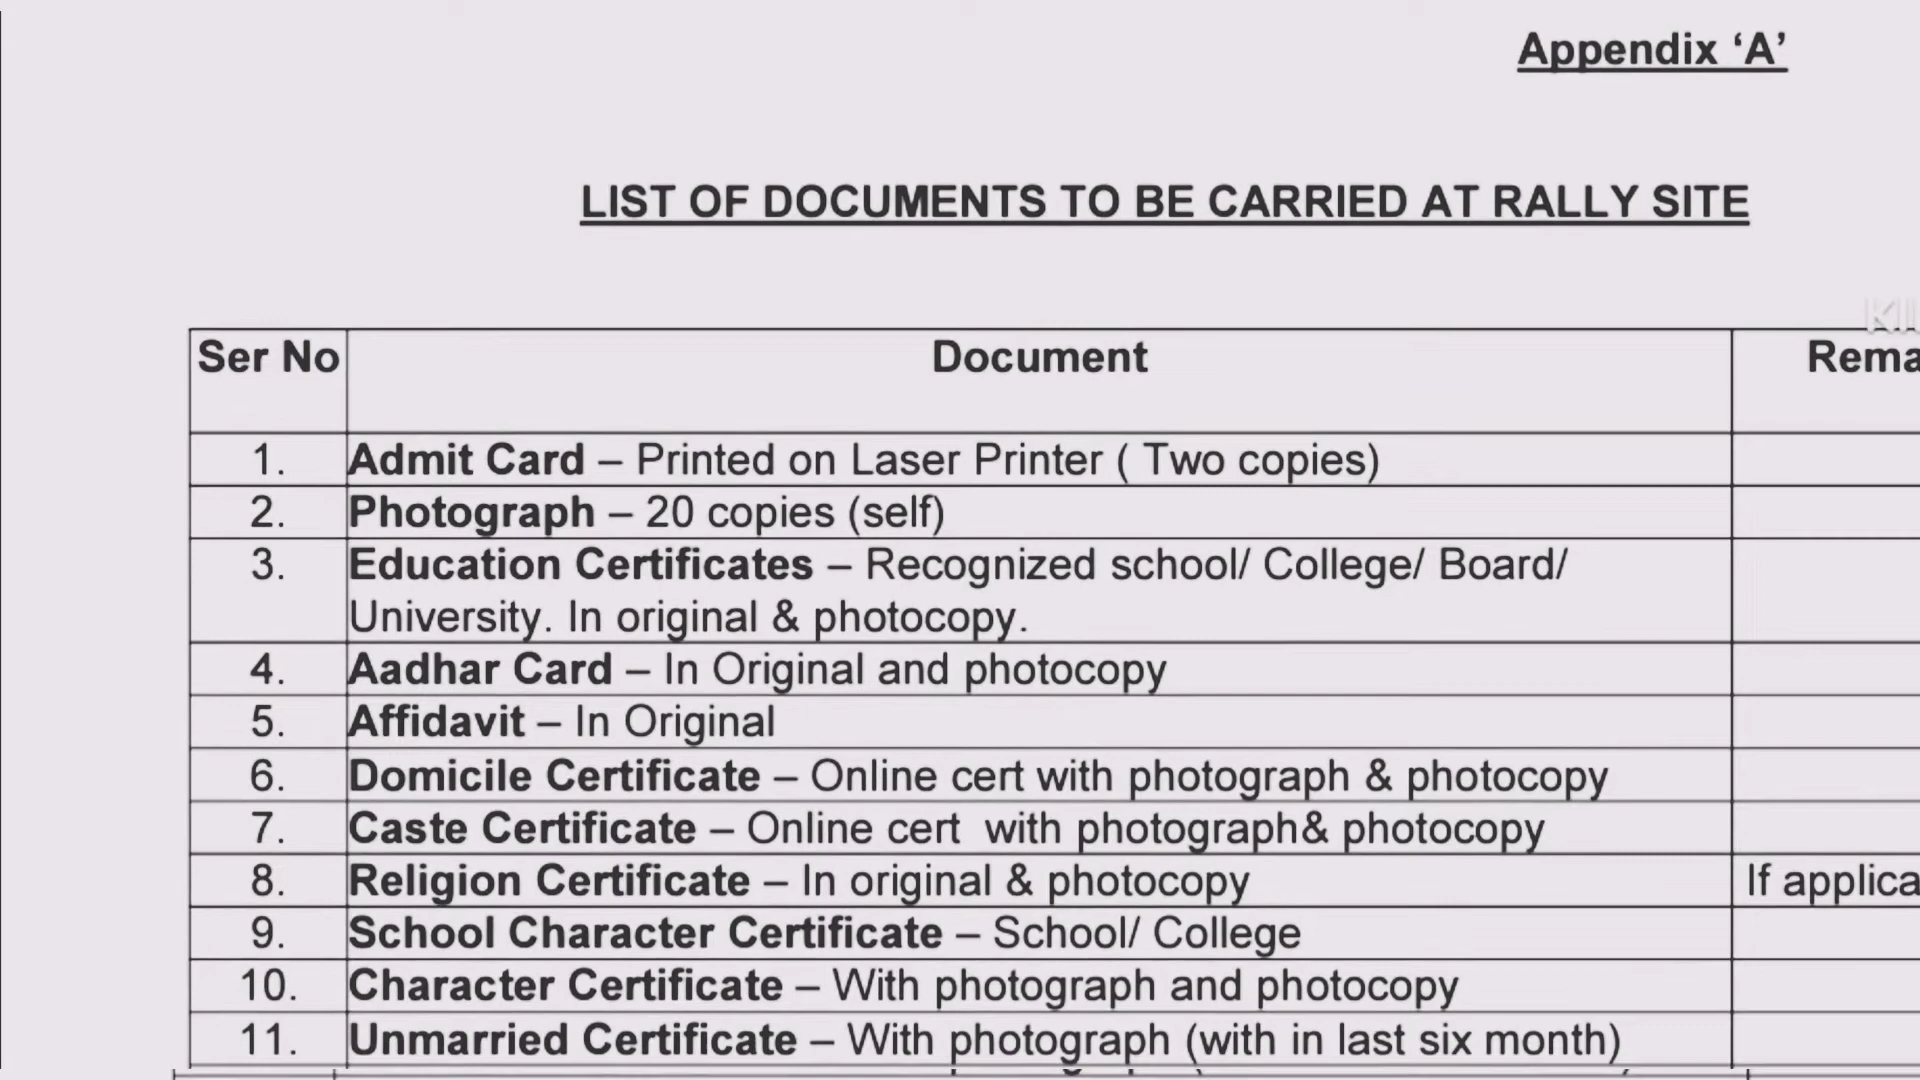 Appendix ‘A’
LIST OF DOCUMENTS TO BE CARRIED AT RALLY SITE
Ser No Document
1. Admit Card – Printed on Laser Printer ( Two copies)
2. Photograph – 20 copies (self)
3. Education Certificates – Recognized school/ College/ Board/
University. In original & photocopy.
4. Aadhar Card – In Original and photocopy
5. Affidavit – In Original
6. Domicile Certificate – Online cert with photograph & photocopy
7. Caste Certificate – Online cert with photograph& photocopy
8. Religion Certificate – In original & photocopy If
9. School Character Certificate – School/ College
10. Character Certificate – With photograph and photocopy
11. Unmarried Certificate – With photograph (with in last six month)